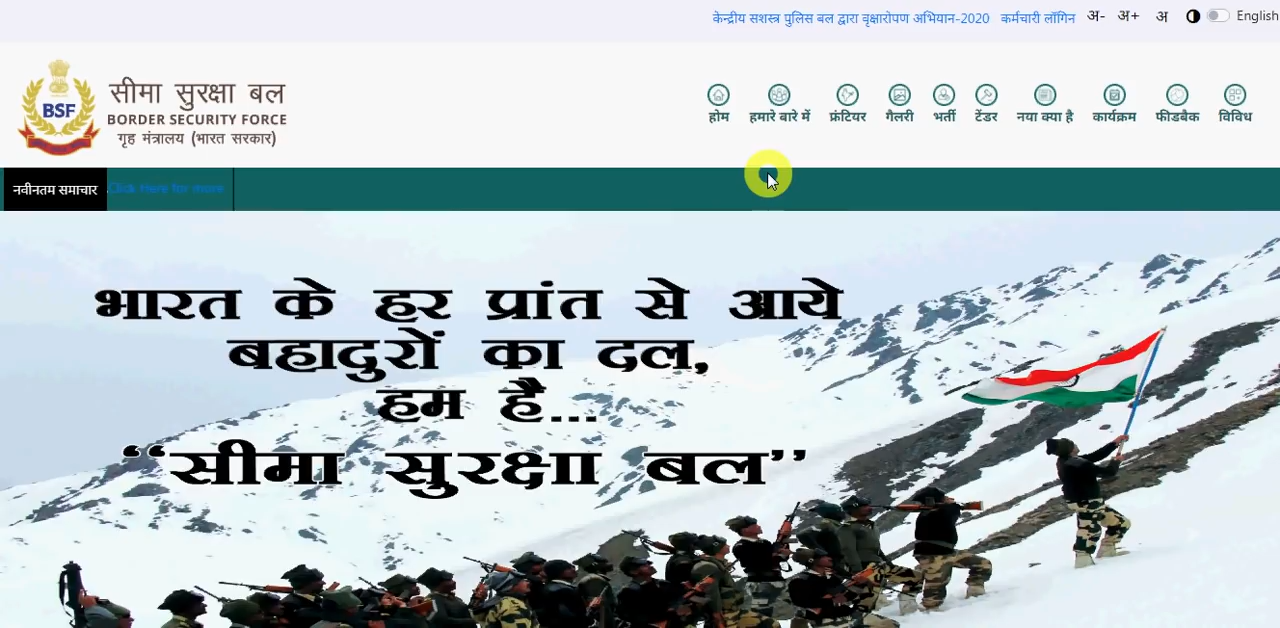 केन्द्रीय सशस्त्र पुलिस बल द्वारा वृक्षारोपण अभियान-2020 कर्मचारी लॉगिन अ- अ+ अ English
सीमा सुरक्षा बल
BORDER SECURITY FORCE
गृह मंत्रालय (भारत सरकार)
BSF
होम हमारे बारे में फ्रंटियर गैलरी भर्ती टेंडर नया क्या है कार्यक्रम फीडबैक विविध
नवीनतम समाचार Click Here for
भारत के हर प्रांत से आये
बहादुरों का दल,
हम है...
“सीमा सुरक्षा बल”